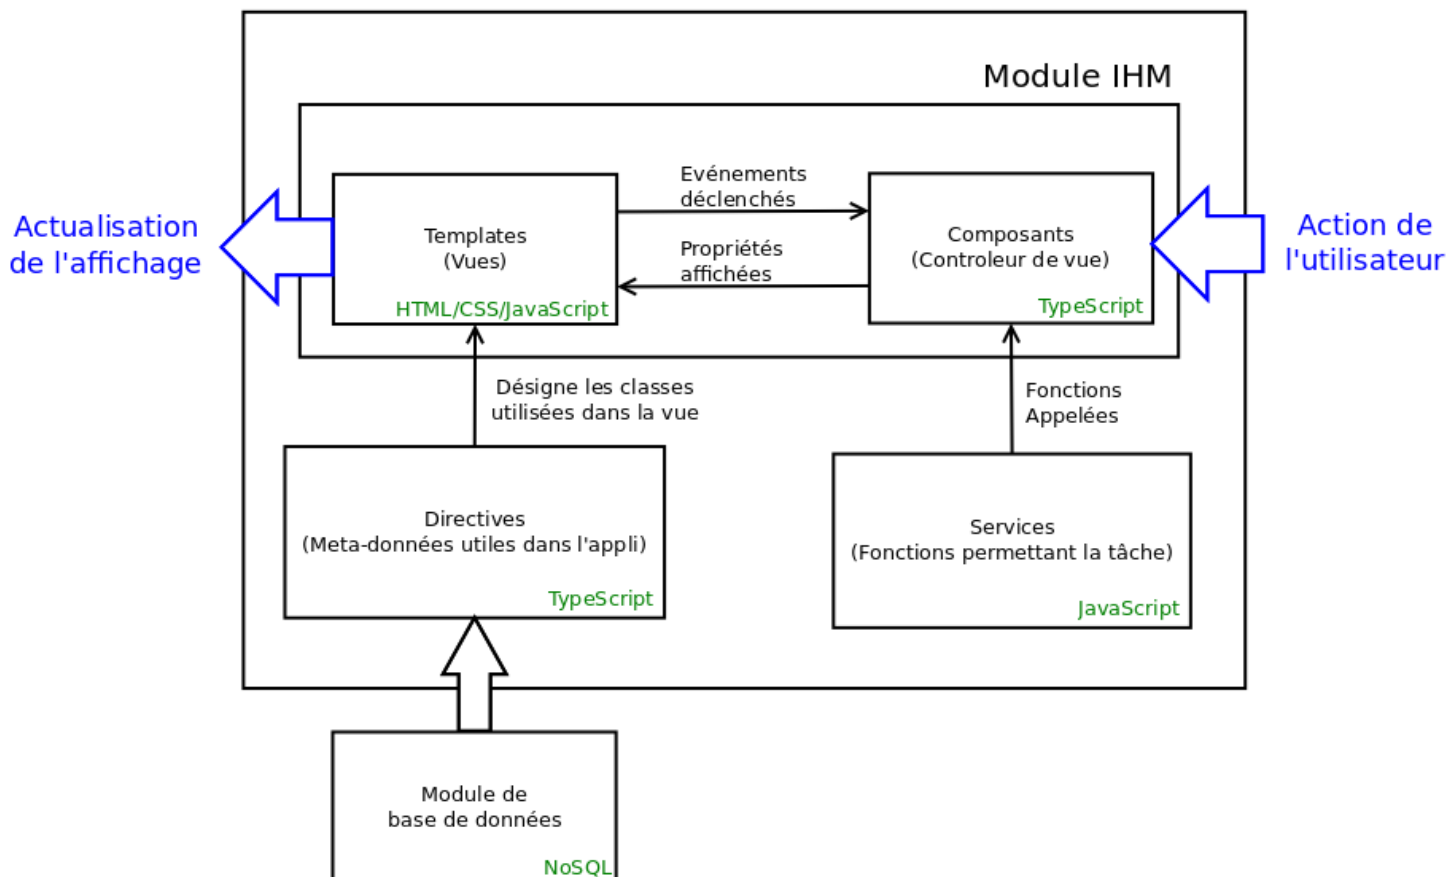 Module IHM
Actualisation
de l'affichage
Templates
(Vues)
HTML/CSS/JavaScript
Evénements
déclenchés
Propriétés
affichées
Composants
(Controleur de vue)
TypeScript
Action de
l'utilisateur
Désigne les classes
utilisées dans la vue
Fonctions
Appelées
Directives
(Meta-données utiles dans l'appli)
TypeScript
Services
(Fonctions permettant la tâche)
JavaScript
Module de
base de données
NoSQL